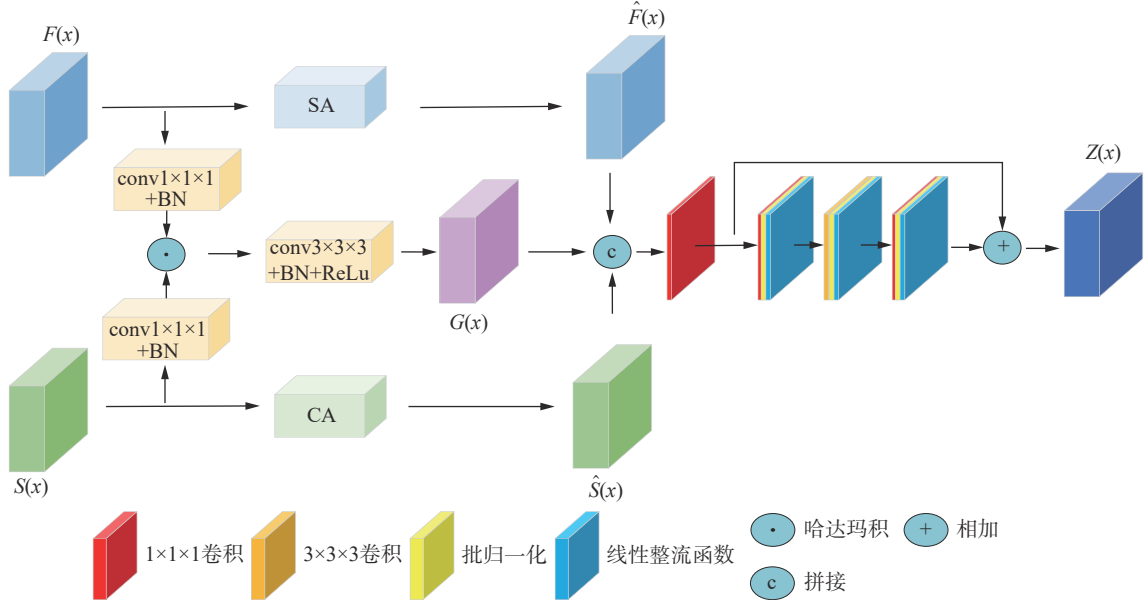 F(x)
F̂(x)
SA
conv1×1×1
+BN
Z(x)
·
conv3×3×3
+BN+ReLu
c
+
G(x)
conv1×1×1
+BN
CA
S(x)
Ŝ(x)
1×1×1卷积
3×3×3卷积
批归一化
线性整流函数
· 哈达玛积
+ 相加
c 拼接